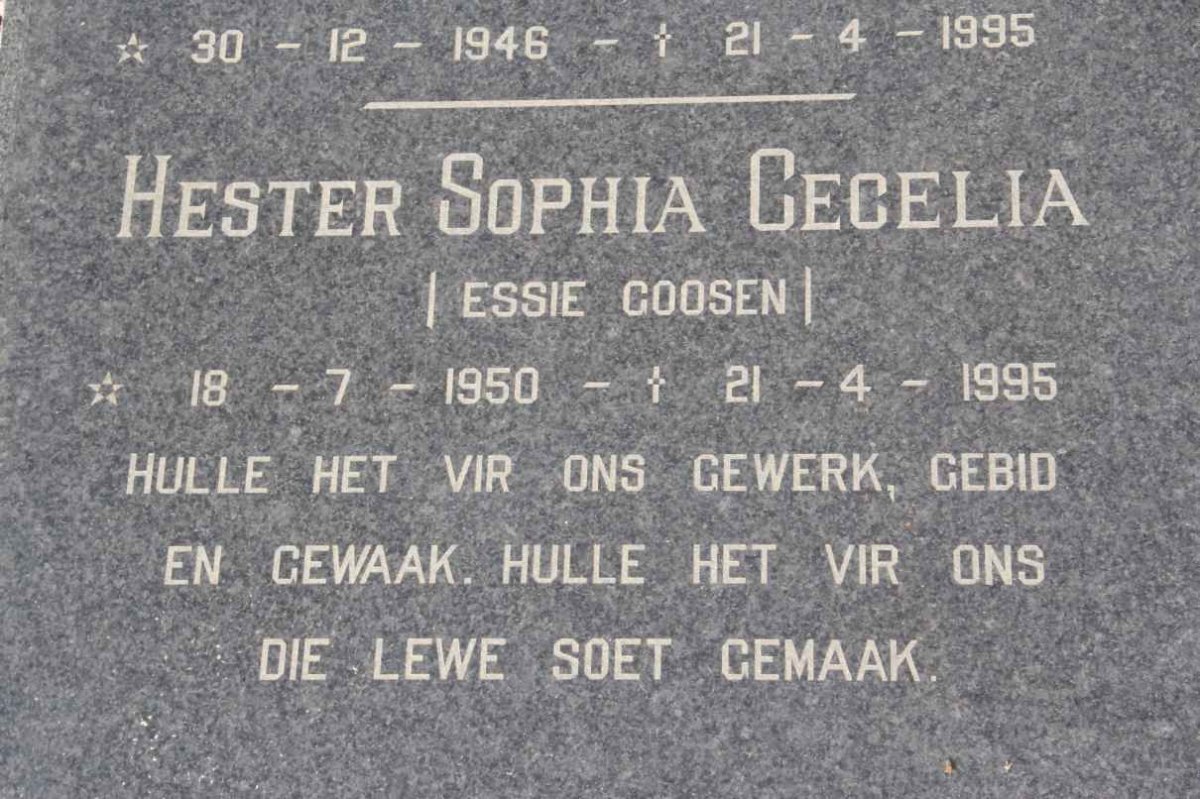 ☆ 30 - 12 - 1946 - † 21 - 4 - 1995
HESTER SOPHIA CECELIA
| ESSIE GOOSEN |
☆ 18 - 7 - 1950 - † 21 - 4 - 1995
HULLE HET VIR ONS GEWERK, GEBID
EN GEWAAK. HULLE HET VIR ONS
DIE LEWE SOET GEMAAK.